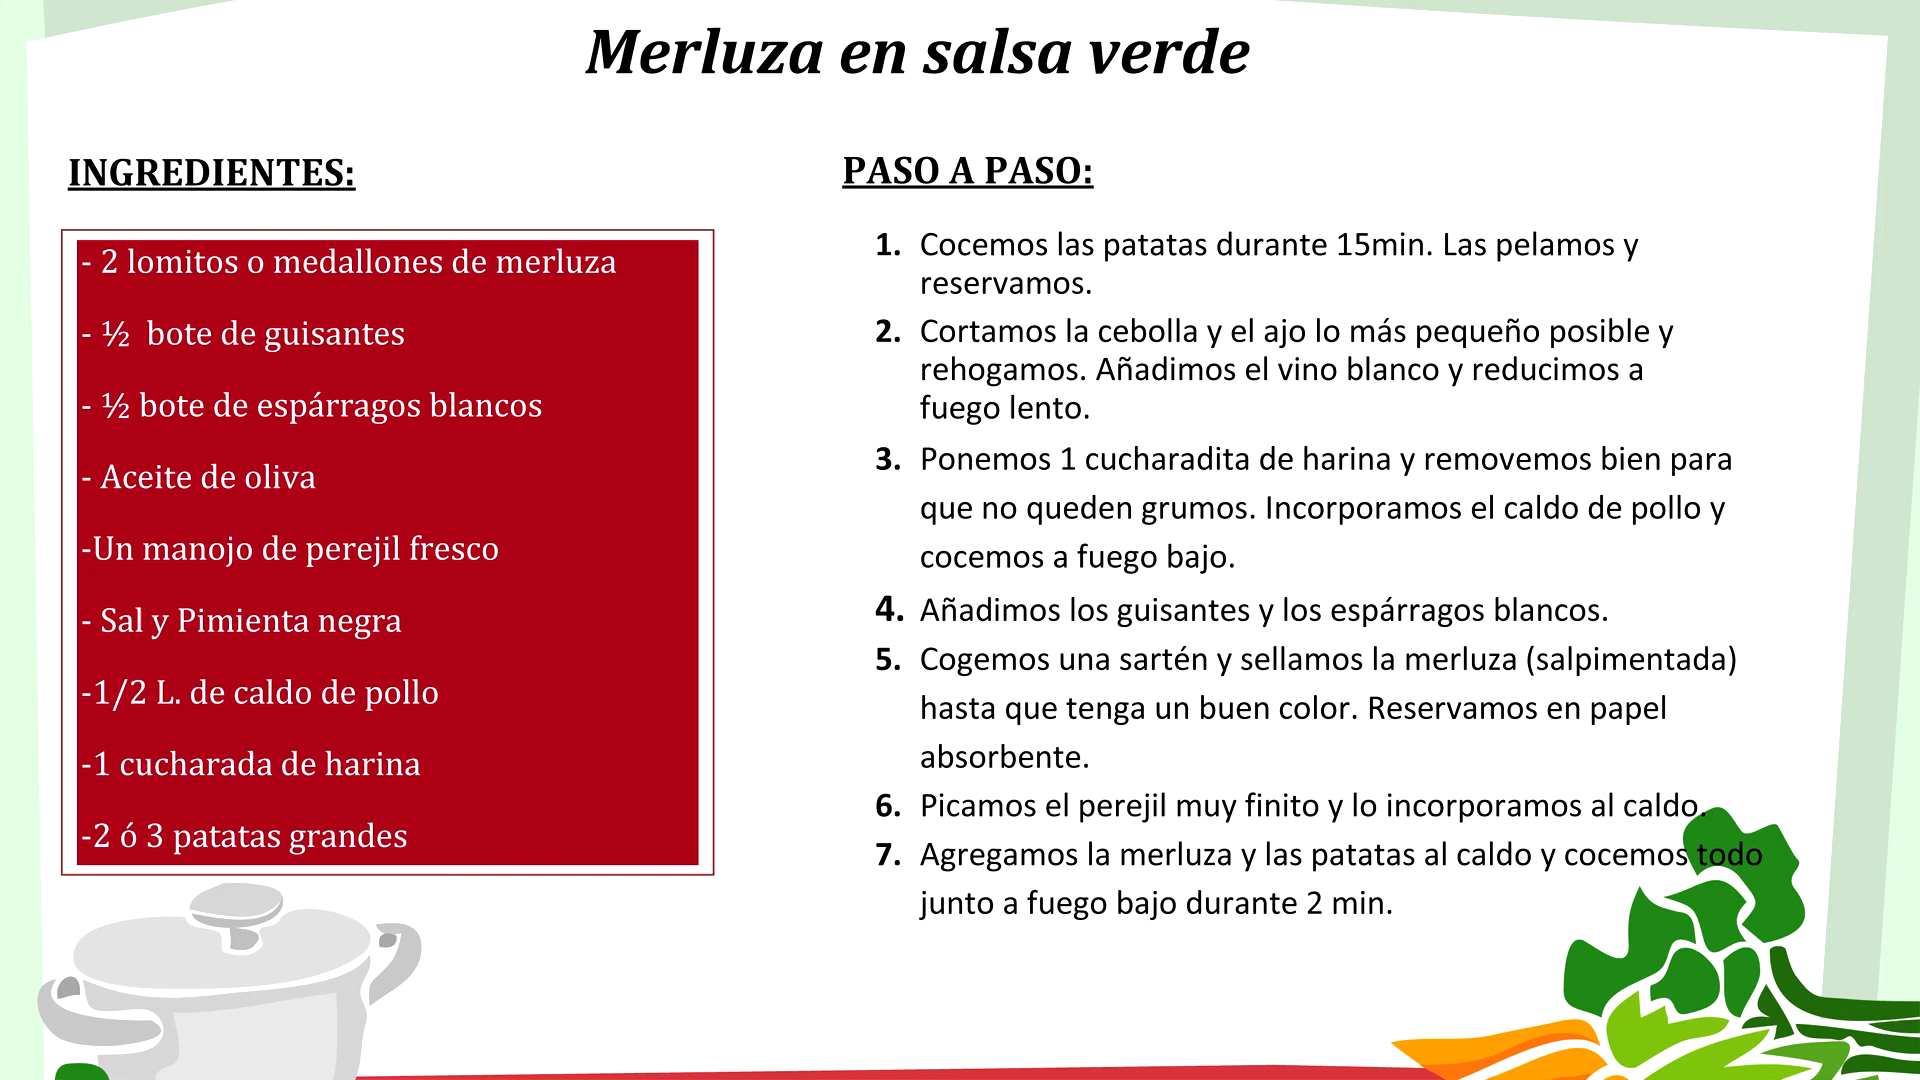 Merluza en salsa verde
INGREDIENTES:
- 2 lomitos o medallones de merluza
- ½  bote de guisantes
- ½ bote de espárragos blancos
- Aceite de oliva
-Un manojo de perejil fresco
- Sal y Pimienta negra
-1/2 L. de caldo de pollo
-1 cucharada de harina
-2 ó 3 patatas grandes
PASO A PASO:
1. Cocemos las patatas durante 15min. Las pelamos y
reservamos.
2. Cortamos la cebolla y el ajo lo más pequeño posible y
rehogamos. Añadimos el vino blanco y reducimos a
fuego lento.
3. Ponemos 1 cucharadita de harina y removemos bien para
que no queden grumos. Incorporamos el caldo de pollo y
cocemos a fuego bajo.
4. Añadimos los guisantes y los espárragos blancos.
5. Cogemos una sartén y sellamos la merluza (salpimentada)
hasta que tenga un buen color. Reservamos en papel
absorbente.
6. Picamos el perejil muy finito y lo incorporamos al caldo.
7. Agregamos la merluza y las patatas al caldo y cocemos todo
junto a fuego bajo durante 2 min.